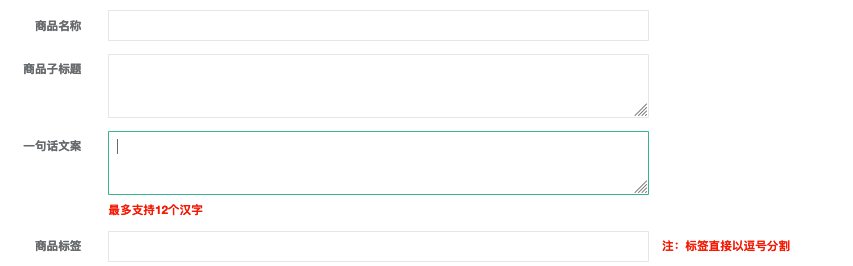 商品名称
商品子标题
一句话文案
最多支持12个汉字
商品标签
注：标签直接以逗号分割